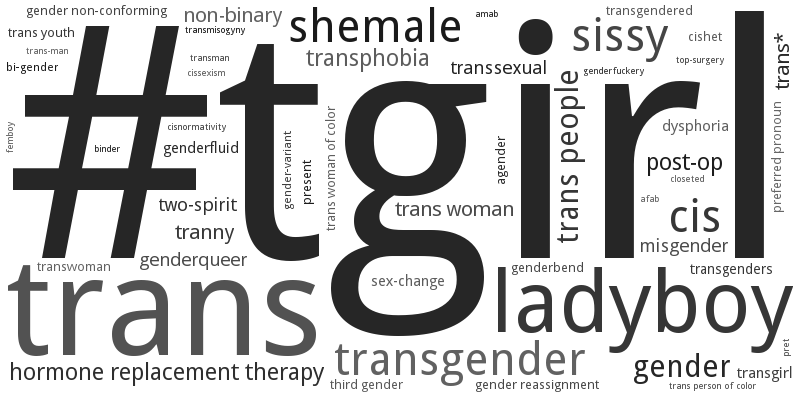 gender non-conforming
non-binary
shemale
amab
transgendered
trans youth
transmisogyny
sissy
cishet
trans-man
transman
transphobia
top-surgery
trans*
bi-gender
cissexism
transsexual
genderfuckery
#tgirl
femboy
binder
cisnormativity
genderfluid
gender-variant
present
trans woman of color
agender
trans people
dysphoria
preferred pronoun
post-op
closeted
two-spirit
trans woman
afab
cis
tranny
misgender
genderqueer
transwoman
sex-change
genderbend
transgenders
trans
ladyboy
transgender
pret
hormone replacement therapy
third gender
gender reassignment
gender
transgirl
trans person of color